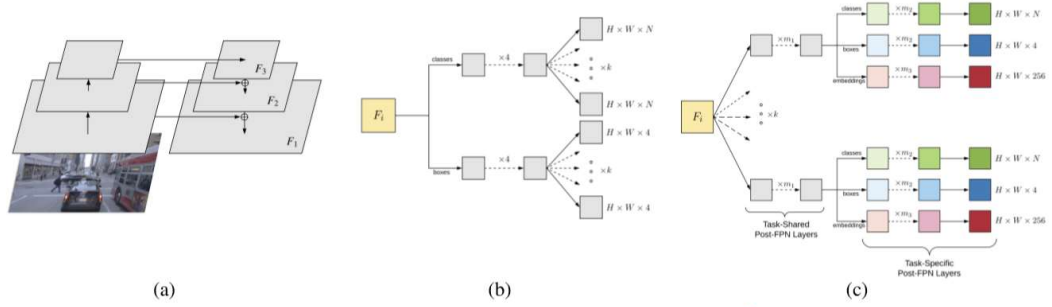 F₃
F₂
F₁
(a)
Fᵢ
classes
×4
H × W × N
×k
H × W × N
boxes
×4
H × W × 4
×k
H × W × 4
(b)
Fᵢ
×m₁
classes
×m₂
H × W × N
boxes
×m₂
H × W × 4
embeddings
×m₂
H × W × 256
×k
×m₁
classes
×m₂
H × W × N
boxes
×m₂
H × W × 4
embeddings
×m₂
H × W × 256
Task-Shared
Post-FPN Layers
Task-Specific
Post-FPN Layers
(c)